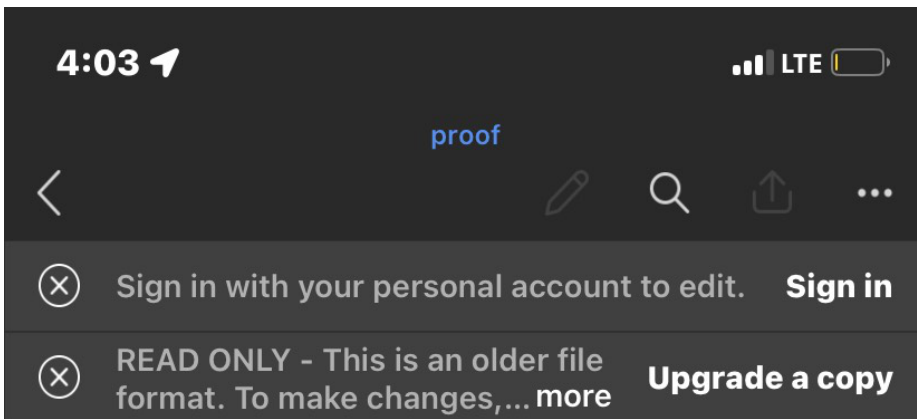 4:03 LTE
proof
Sign in with your personal account to edit. Sign in
READ ONLY - This is an older file
format. To make changes,... more Upgrade a copy